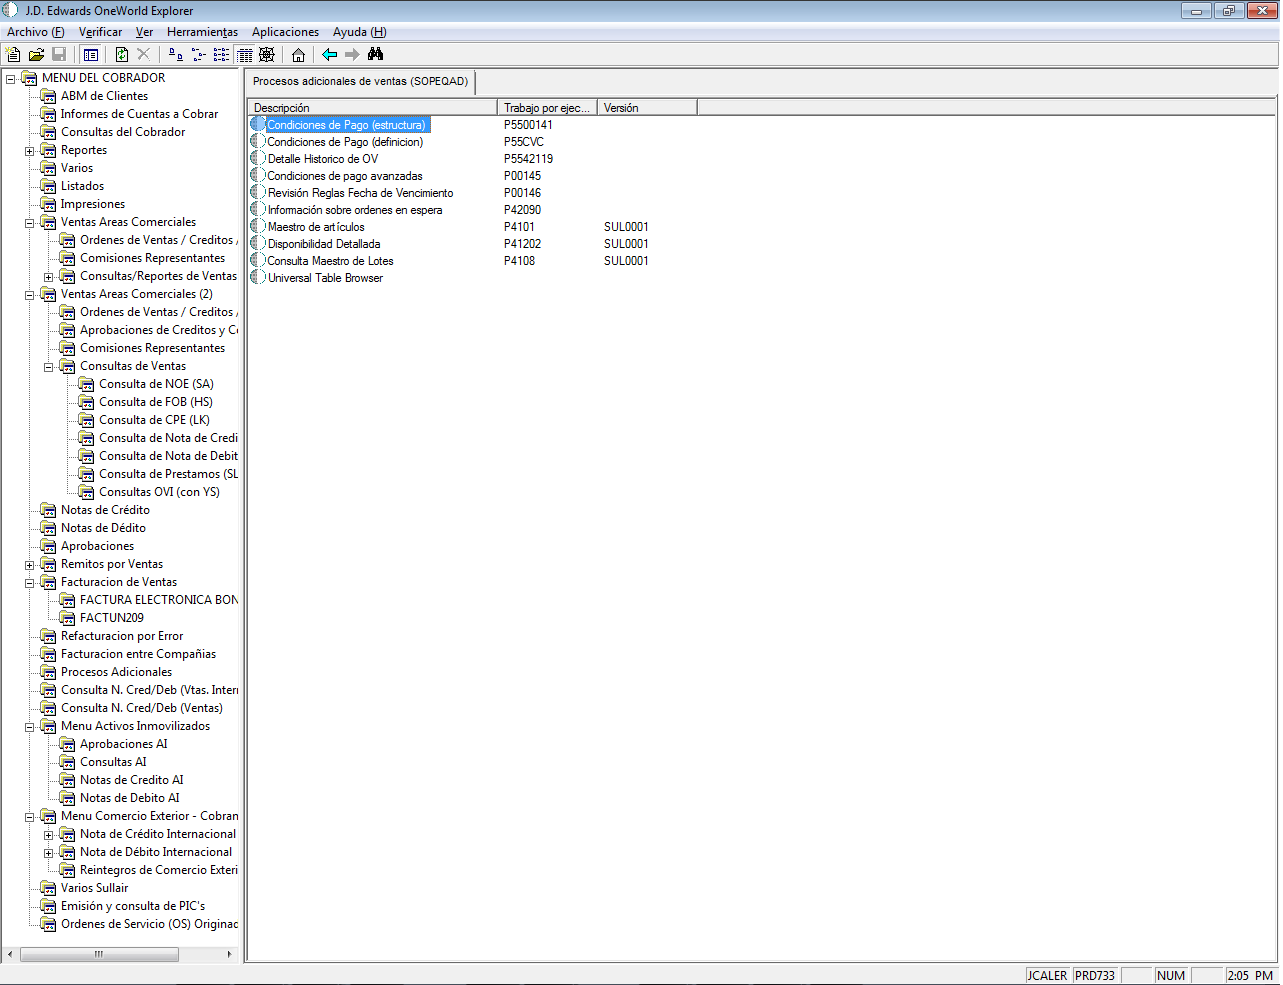 J.D. Edwards OneWorld Explorer
Archivo (F) Verificar Ver Herramientas Aplicaciones Ayuda (H)
MENU DEL COBRADOR
ABM de Clientes
Informes de Cuentas a Cobrar
Consultas del Cobrador
Reportes
Varios
Listados
Impresiones
Ventas Areas Comerciales
Ordenes de Ventas / Creditos /
Comisiones Representantes
Consultas/Reportes de Ventas
Ventas Areas Comerciales (2)
Ordenes de Ventas / Creditos /
Aprobaciones de Creditos y C
Comisiones Representantes
Consultas de Ventas
Consulta de NOE (SA)
Consulta de FOB (HS)
Consulta de CPE (LK)
Consulta de Nota de Credi
Consulta de Nota de Debit
Consulta de Prestamos (SL
Consultas OVI (con YS)
Notas de Crédito
Notas de Dédito
Aprobaciones
Remitos por Ventas
Facturacion de Ventas
FACTURA ELECTRONICA BON
FACTUN209
Refacturacion por Error
Facturacion entre Compañias
Procesos Adicionales
Consulta N. Cred/Deb (Vtas. Inter
Consulta N. Cred/Deb (Ventas)
Menu Activos Inmovilizados
Aprobaciones AI
Consultas AI
Notas de Credito AI
Notas de Debito AI
Menu Comercio Exterior - Cobran
Nota de Crédito Internacional
Nota de Débito Internacional
Reintegros de Comercio Exteri
Varios Sullair
Emisión y consulta de PIC's
Ordenes de Servicio (OS) Originac
Procesos adicionales de ventas (SOPEQAD)
Descripción Trabajo por ejec... Versión
Condiciones de Pago (estructura) P5500141
Condiciones de Pago (definicion) P55CVC
Detalle Historico de OV P5542119
Condiciones de pago avanzadas P00145
Revisión Reglas Fecha de Vencimiento P00146
Información sobre ordenes en espera P42090
Maestro de artículos P4101 SUL0001
Disponibilidad Detallada P41202 SUL0001
Consulta Maestro de Lotes P4108 SUL0001
Universal Table Browser
JCALER PRD733 NUM 2:05 PM